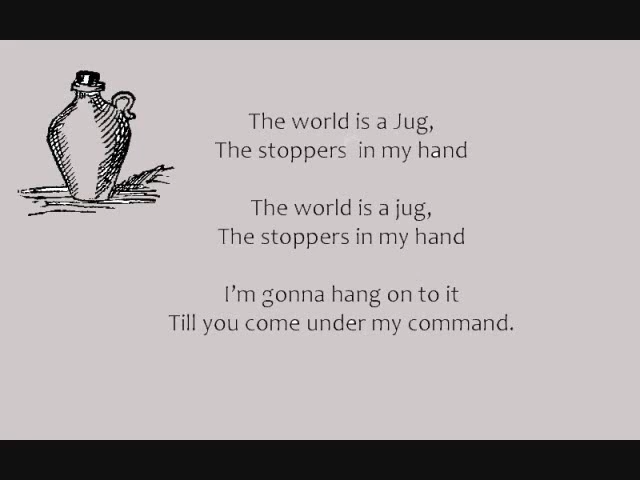 The world is a Jug,
The stoppers  in my hand
The world is a jug,
The stoppers in my hand
I’m gonna hang on to it
Till you come under my command.